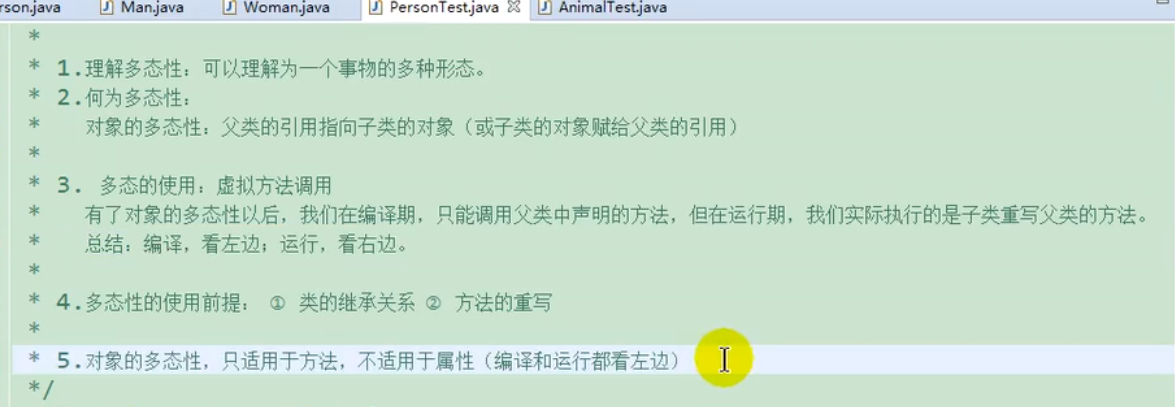 rson.java Man.java Woman.java PersonTest.java AnimalTest.java
*
* 1.理解多态性：可以理解为一个事物的多种形态。
* 2.何为多态性：
* 对象的多态性：父类的引用指向子类的对象（或子类的对象赋给父类的引用）
*
* 3. 多态的使用：虚拟方法调用
* 有了对象的多态性以后，我们在编译期，只能调用父类中声明的方法，但在运行期，我们实际执行的是子类重写父类的方法。
* 总结：编译，看左边；运行，看右边。
*
* 4.多态性的使用前提： ① 类的继承关系 ② 方法的重写
*
* 5.对象的多态性，只适用于方法，不适用于属性（编译和运行都看左边）
*/